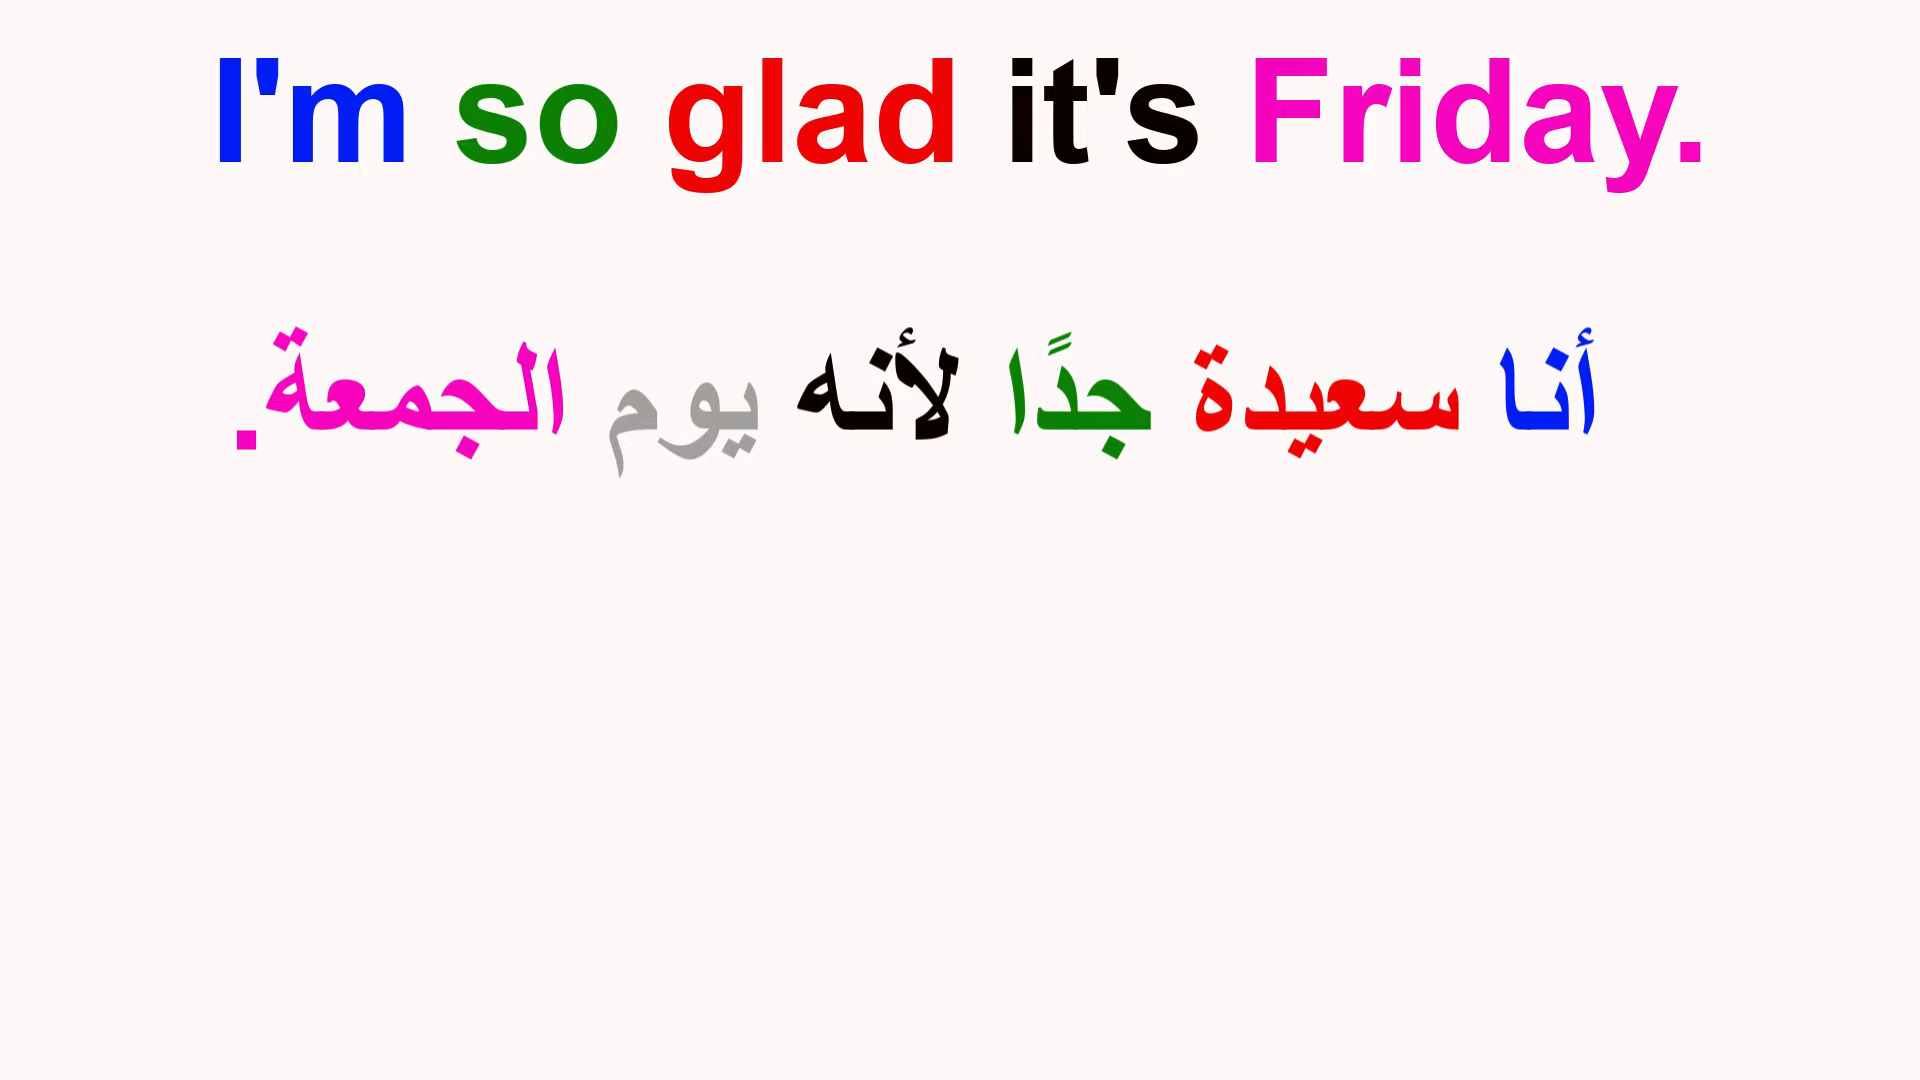 I'm so glad it's Friday.
أنا سعيدة جدًا لأنه يوم الجمعة.